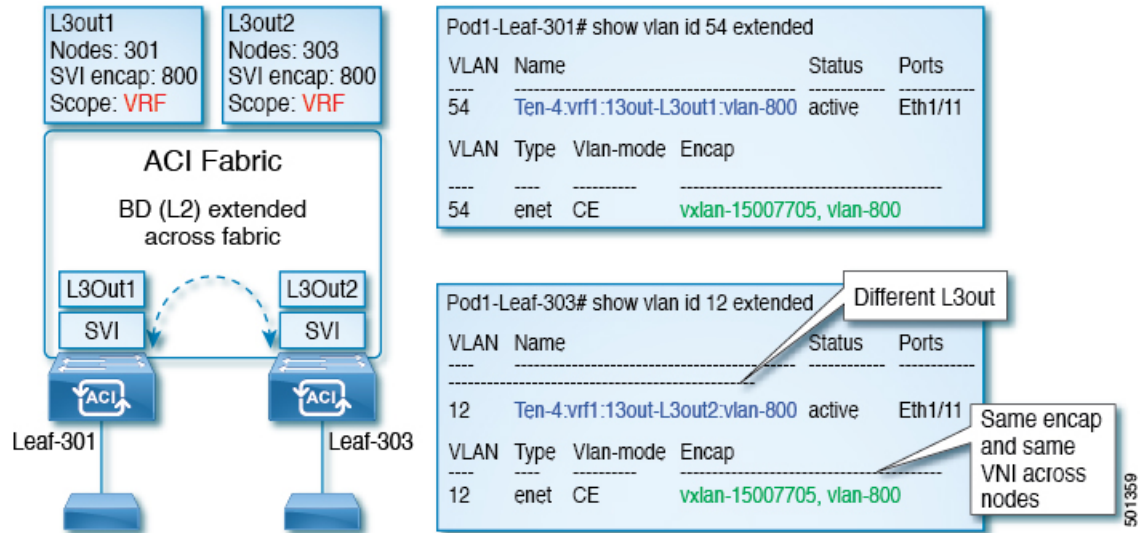 L3out1
Nodes: 301
SVI encap: 800
Scope: VRF
L3out2
Nodes: 303
SVI encap: 800
Scope: VRF
ACI Fabric
BD (L2) extended
across fabric
L3Out1
SVI
L3Out2
SVI
ACI
ACI
Leaf-301
Leaf-303
Pod1-Leaf-301# show vlan id 54 extended
VLAN Name Status Ports
---- -------------------------------- ------------ ------------
54 Ten-4:vrf1:13out-L3out1:vlan-800 active Eth1/11
VLAN Type Vlan-mode Encap
---- ---- ---------- -------------------------------
54 enet CE vxlan-15007705, vlan-800
Pod1-Leaf-303# show vlan id 12 extended
Different L3out
VLAN Name Status Ports
---- -------------------------------- ------------ ------------
-----------------------------------
12 Ten-4:vrf1:13out-L3out2:vlan-800 active Eth1/11
VLAN Type Vlan-mode Encap
---- ---- ---------- -------------------------------
12 enet CE vxlan-15007705, vlan-800
Same encap
and same
VNI across
nodes
501359